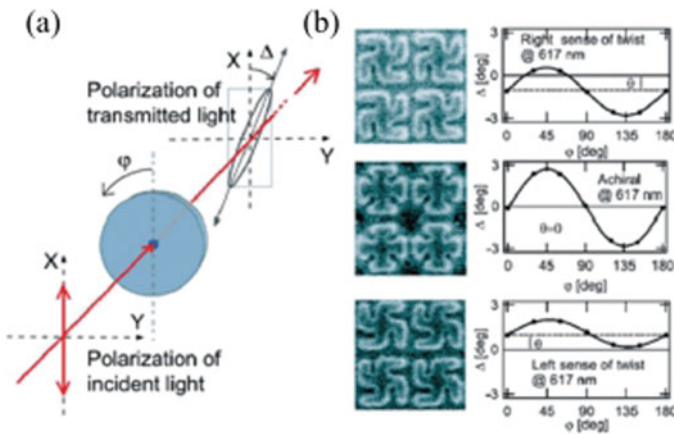 (a)
X
Δ
Polarization of
transmitted light
Y
φ
X
Y
Polarization of
incident light
(b)
3
Right sense of twist
@ 617 nm
0
θ
-3
Δ [deg]
0 45 90 135 180
φ [deg]
3
Achiral
@ 617 nm
0
θ=0
-3
Δ [deg]
0 45 90 135 180
φ [deg]
3
θ
0
Left sense of twist
@ 617 nm
-3
Δ [deg]
0 45 90 135 180
φ [deg]